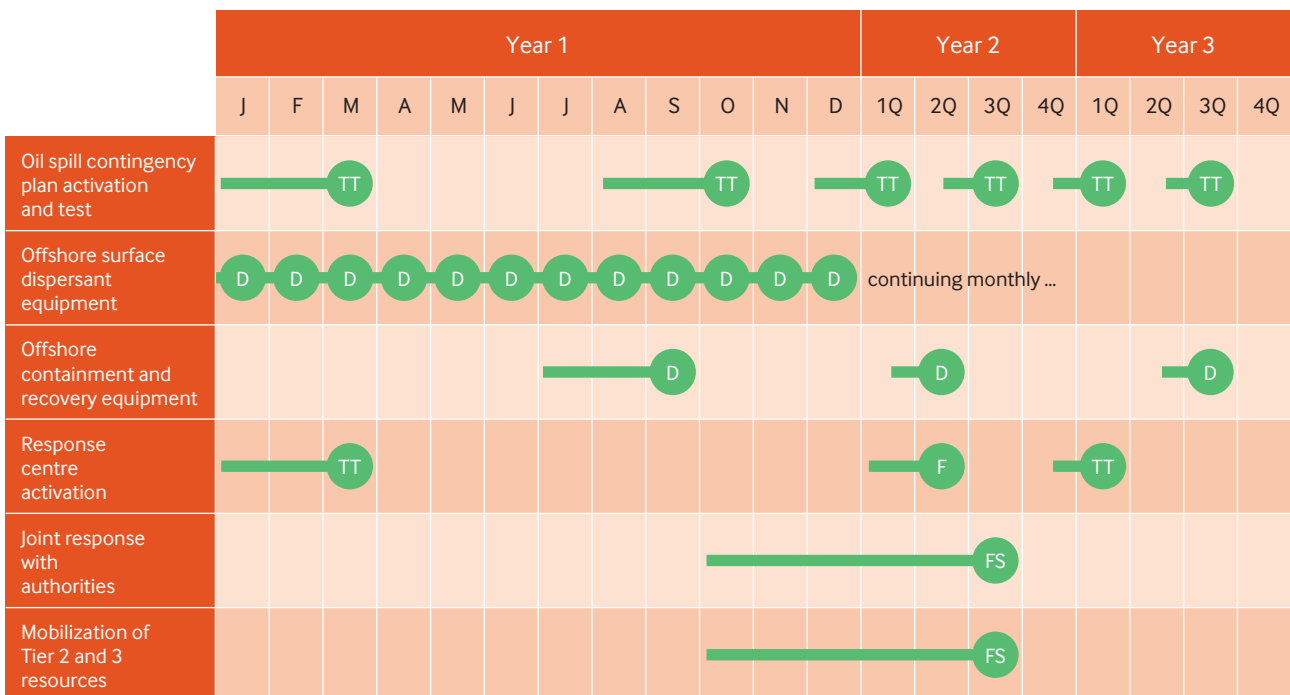 Year 1 Year 2 Year 3
J F M A M J J A S O N D 1Q 2Q 3Q 4Q 1Q 2Q 3Q 4Q
Oil spill contingency
plan activation
and test
TT TT TT TT TT TT
Offshore surface
dispersant
equipment
D D D D D D D D D D D D continuing monthly ...
Offshore
containment and
recovery equipment
D D D
Response
centre
activation
TT F TT
Joint response
with
authorities
FS
Mobilization of
Tier 2 and 3
resources
FS